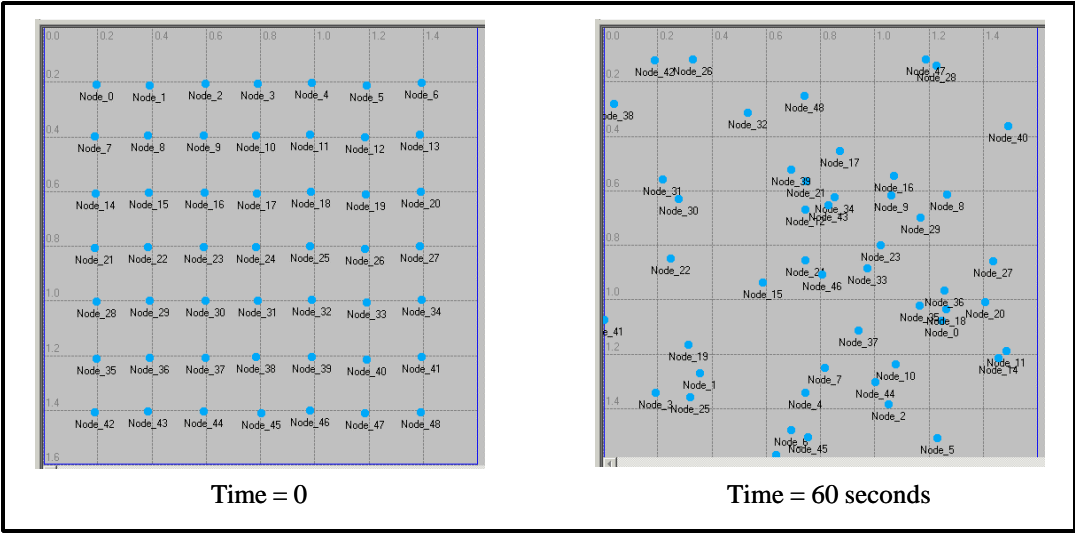 0.0 0.2 0.4 0.6 0.8 1.0 1.2 1.4
0.2
Node_0 Node_1 Node_2 Node_3 Node_4 Node_5 Node_6
0.4
Node_7 Node_8 Node_9 Node_10 Node_11 Node_12 Node_13
0.6
Node_14 Node_15 Node_16 Node_17 Node_18 Node_19 Node_20
0.8
Node_21 Node_22 Node_23 Node_24 Node_25 Node_26 Node_27
1.0
Node_28 Node_29 Node_30 Node_31 Node_32 Node_33 Node_34
1.2
Node_35 Node_36 Node_37 Node_38 Node_39 Node_40 Node_41
1.4
Node_42 Node_43 Node_44 Node_45 Node_46 Node_47 Node_48
1.6
Time = 0
0.0 0.2 0.4 0.6 0.8 1.0 1.2 1.4
Node_42 Node_26 Node_47
Node_28
0.2
Node_48
de_38
Node_32
0.4
Node_40
Node_17
Node_39
Node_31 Node_21 Node_16
0.6
Node_30 Node_34 Node_9 Node_8
Node_12 Node_43
Node_29
0.8
Node_23
Node_22 Node_24 Node_27
Node_15 Node_46 Node_33
1.0
Node_36
Node_35 Node_18 Node_20
e_41 Node_0
Node_37
1.2
Node_19 Node_11
Node_14
Node_1 Node_7 Node_10
Node_44
1.4
Node_3 Node_25 Node_4
Node_2
Node_6
Node_45 Node_5
Time = 60 seconds